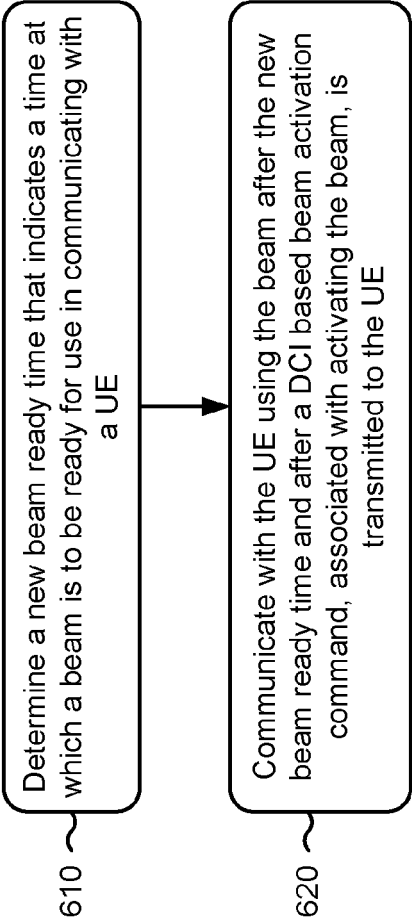 610
Determine a new beam ready time that indicates a time at
which a beam is to be ready for use in communicating with
a UE
620
Communicate with the UE using the beam after the new
beam ready time and after a DCI based beam activation
command, associated with activating the beam, is
transmitted to the UE